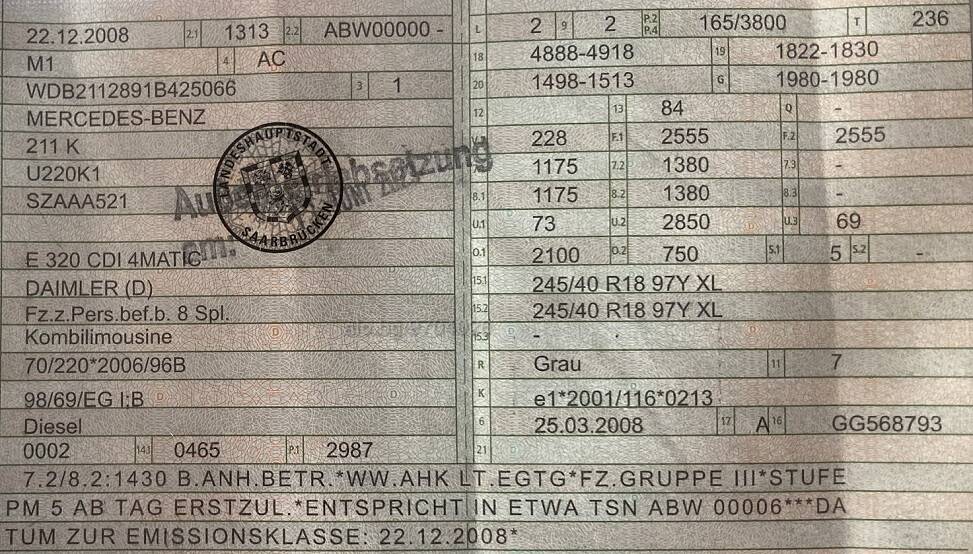 22.12.2008 2.1 1313 2.2 ABW00000 -
M1 4 AC
WDB2112891B425066 3 1
MERCEDES-BENZ
211 K
U220K1
SZAAA521
E 320 CDI 4MATIC
DAIMLER (D)
Fz.z.Pers.bef.b. 8 Spl.
Kombilimousine
70/220*2006/96B
98/69/EG I;B
Diesel
0002 14.1 0465 P.1 2987
LANDESHAUPTSTADT
SAARBRÜCKEN
L 2 9 2 P.2 P.4 165/3800 T 236
18 4888-4918 19 1822-1830
20 1498-1513 G 1980-1980
12 13 84 Q -
228 F.1 2555 F.2 2555
1175 7.2 1380 7.3 -
8.1 1175 8.2 1380 8.3 -
U.1 73 U.2 2850 U.3 69
O.1 2100 O.2 750 S.1 5 S.2 -
15.1 245/40 R18 97Y XL
15.2 245/40 R18 97Y XL
15.3 -
R Grau 11 7
K e1*2001/116*0213
6 25.03.2008 17 A 16 GG568793
21
7.2/8.2:1430 B.ANH.BETR.*WW.AHK LT.EGTG*FZ.GRUPPE III*STUFE
PM 5 AB TAG ERSTZUL.*ENTSPRICHT IN ETWA TSN ABW 00006***DA
TUM ZUR EMISSIONSKLASSE: 22.12.2008*